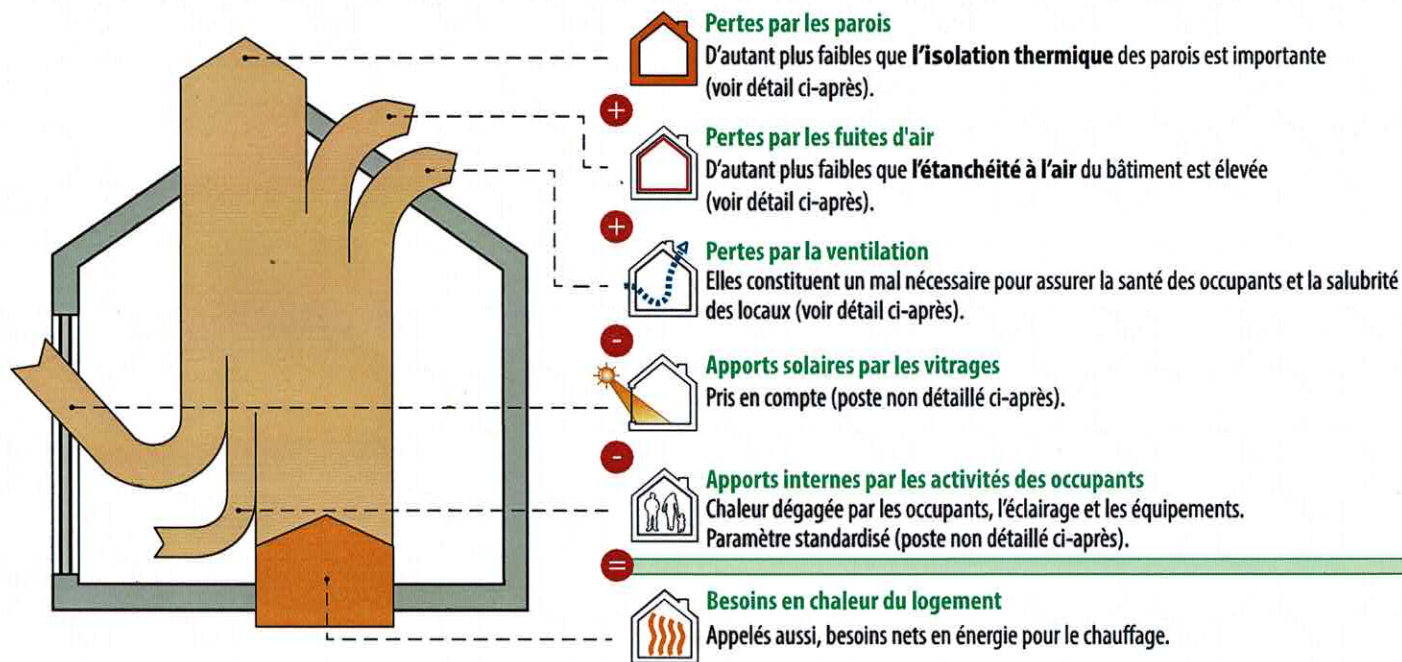 Pertes par les parois
D'autant plus faibles que l'isolation thermique des parois est importante
(voir détail ci-après).
+
Pertes par les fuites d'air
D'autant plus faibles que l'étanchéité à l'air du bâtiment est élevée
(voir détail ci-après).
+
Pertes par la ventilation
Elles constituent un mal nécessaire pour assurer la santé des occupants et la salubrité
des locaux (voir détail ci-après).
-
Apports solaires par les vitrages
Pris en compte (poste non détaillé ci-après).
-
Apports internes par les activités des occupants
Chaleur dégagée par les occupants, l'éclairage et les équipements.
Paramètre standardisé (poste non détaillé ci-après).
=
Besoins en chaleur du logement
Appelés aussi, besoins nets en énergie pour le chauffage.